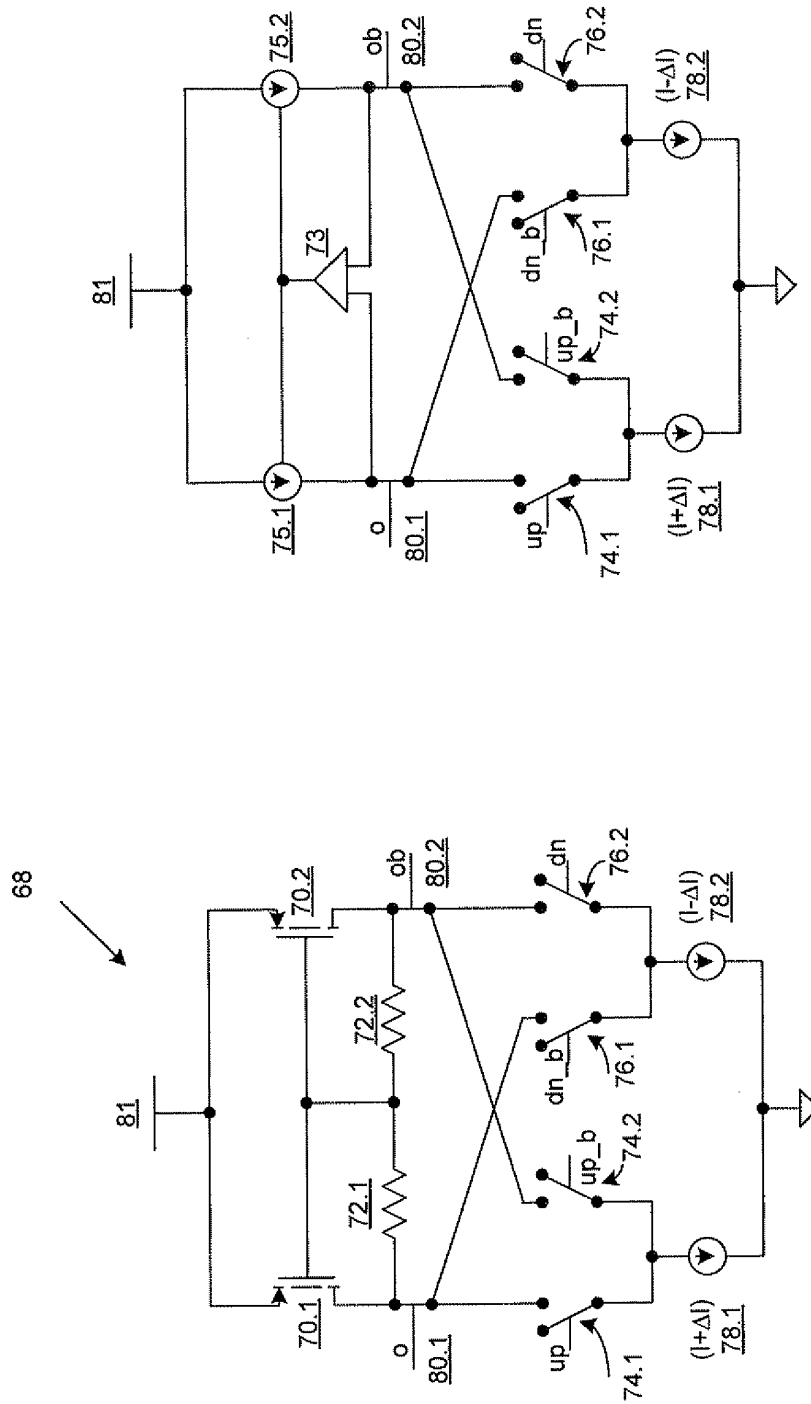 68
81
70.1
70.2
72.1
72.2
o
80.1
ob
80.2
up
74.1
up_b
74.2
dn_b
76.1
dn
76.2
(I+ΔI)
78.1
(I-ΔI)
78.2
81
75.1
75.2
73
o
80.1
ob
80.2
up
74.1
up_b
74.2
dn_b
76.1
dn
76.2
(I+ΔI)
78.1
(I-ΔI)
78.2